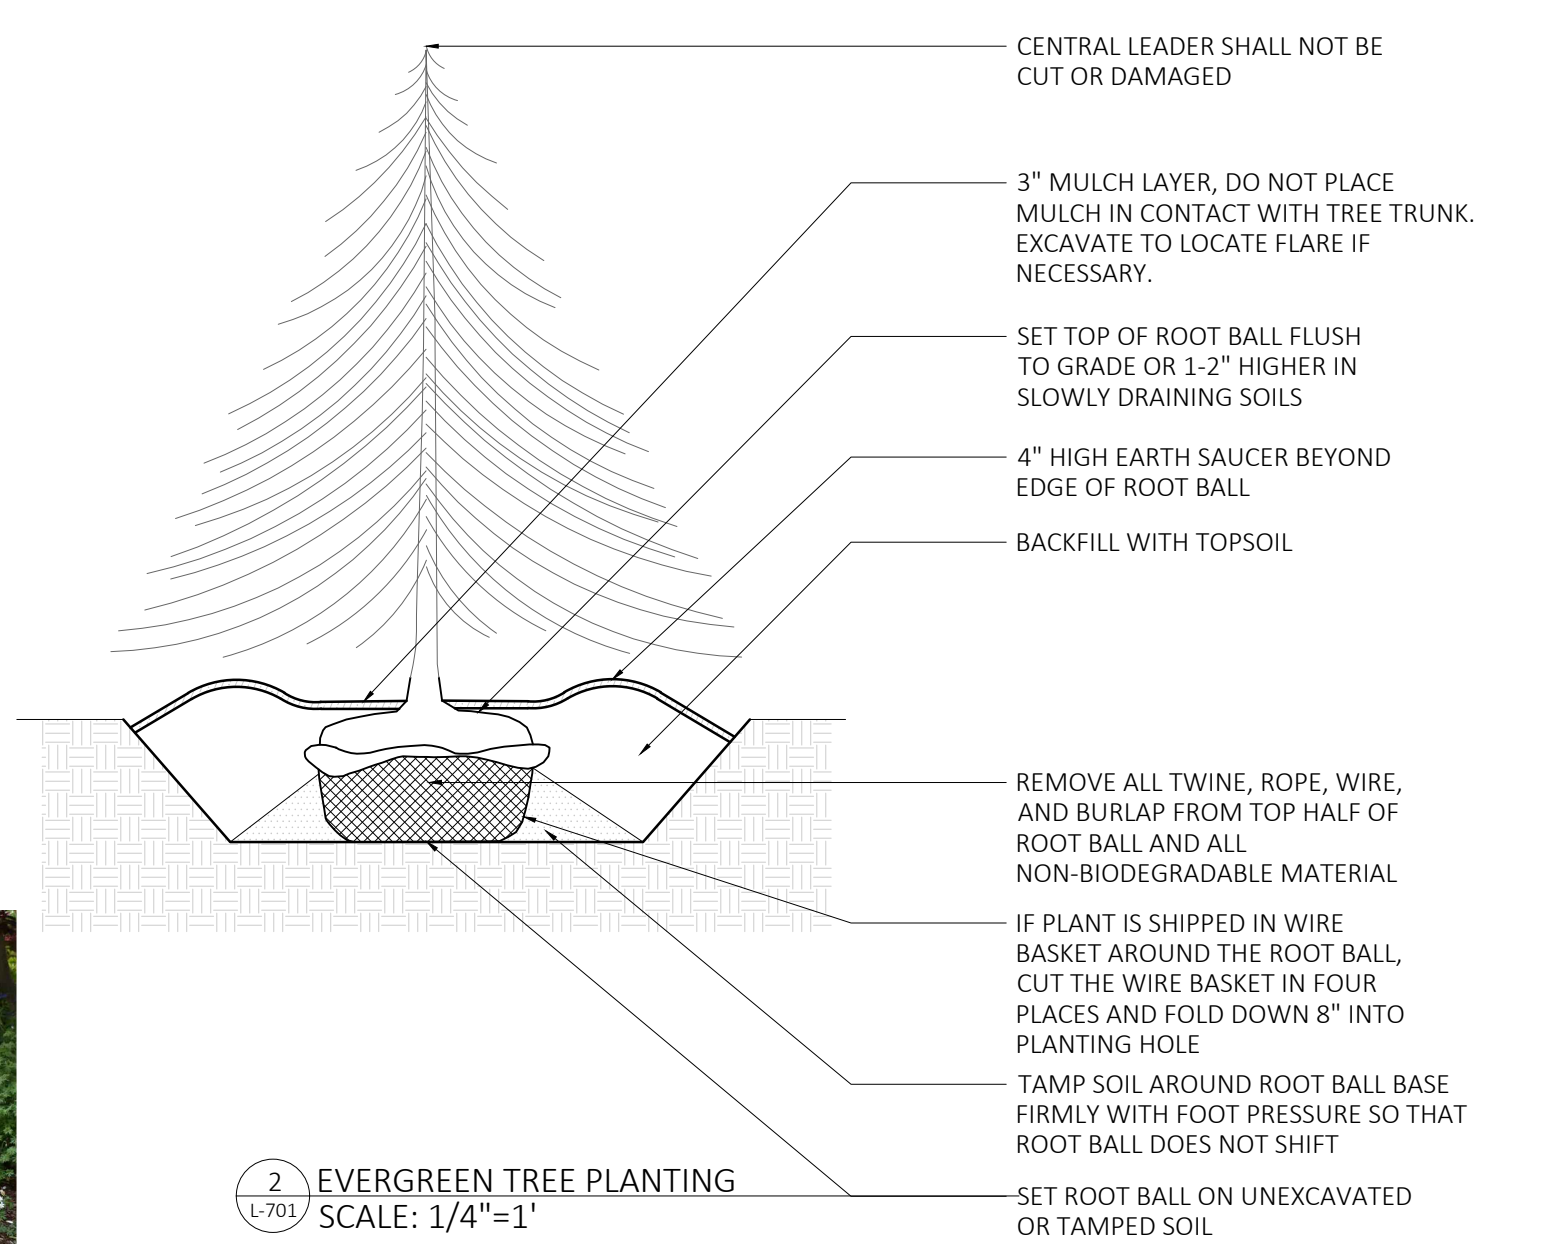 CENTRAL LEADER SHALL NOT BE
CUT OR DAMAGED
3" MULCH LAYER, DO NOT PLACE
MULCH IN CONTACT WITH TREE TRUNK.
EXCAVATE TO LOCATE FLARE IF
NECESSARY.
SET TOP OF ROOT BALL FLUSH
TO GRADE OR 1-2" HIGHER IN
SLOWLY DRAINING SOILS
4" HIGH EARTH SAUCER BEYOND
EDGE OF ROOT BALL
BACKFILL WITH TOPSOIL
REMOVE ALL TWINE, ROPE, WIRE,
AND BURLAP FROM TOP HALF OF
ROOT BALL AND ALL
NON-BIODEGRADABLE MATERIAL
IF PLANT IS SHIPPED IN WIRE
BASKET AROUND THE ROOT BALL,
CUT THE WIRE BASKET IN FOUR
PLACES AND FOLD DOWN 8" INTO
PLANTING HOLE
TAMP SOIL AROUND ROOT BALL BASE
FIRMLY WITH FOOT PRESSURE SO THAT
ROOT BALL DOES NOT SHIFT
SET ROOT BALL ON UNEXCAVATED
OR TAMPED SOIL
2
L-701
EVERGREEN TREE PLANTING
SCALE: 1/4"=1'